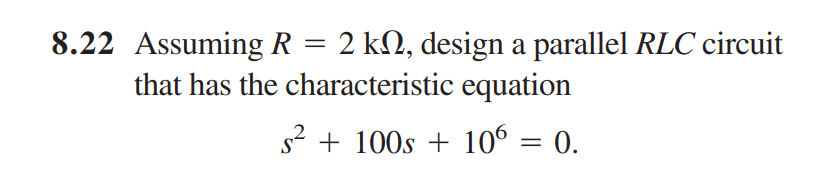 8.22 Assuming R = 2 kΩ, design a parallel RLC circuit
that has the characteristic equation
s² + 100s + 10⁶ = 0.